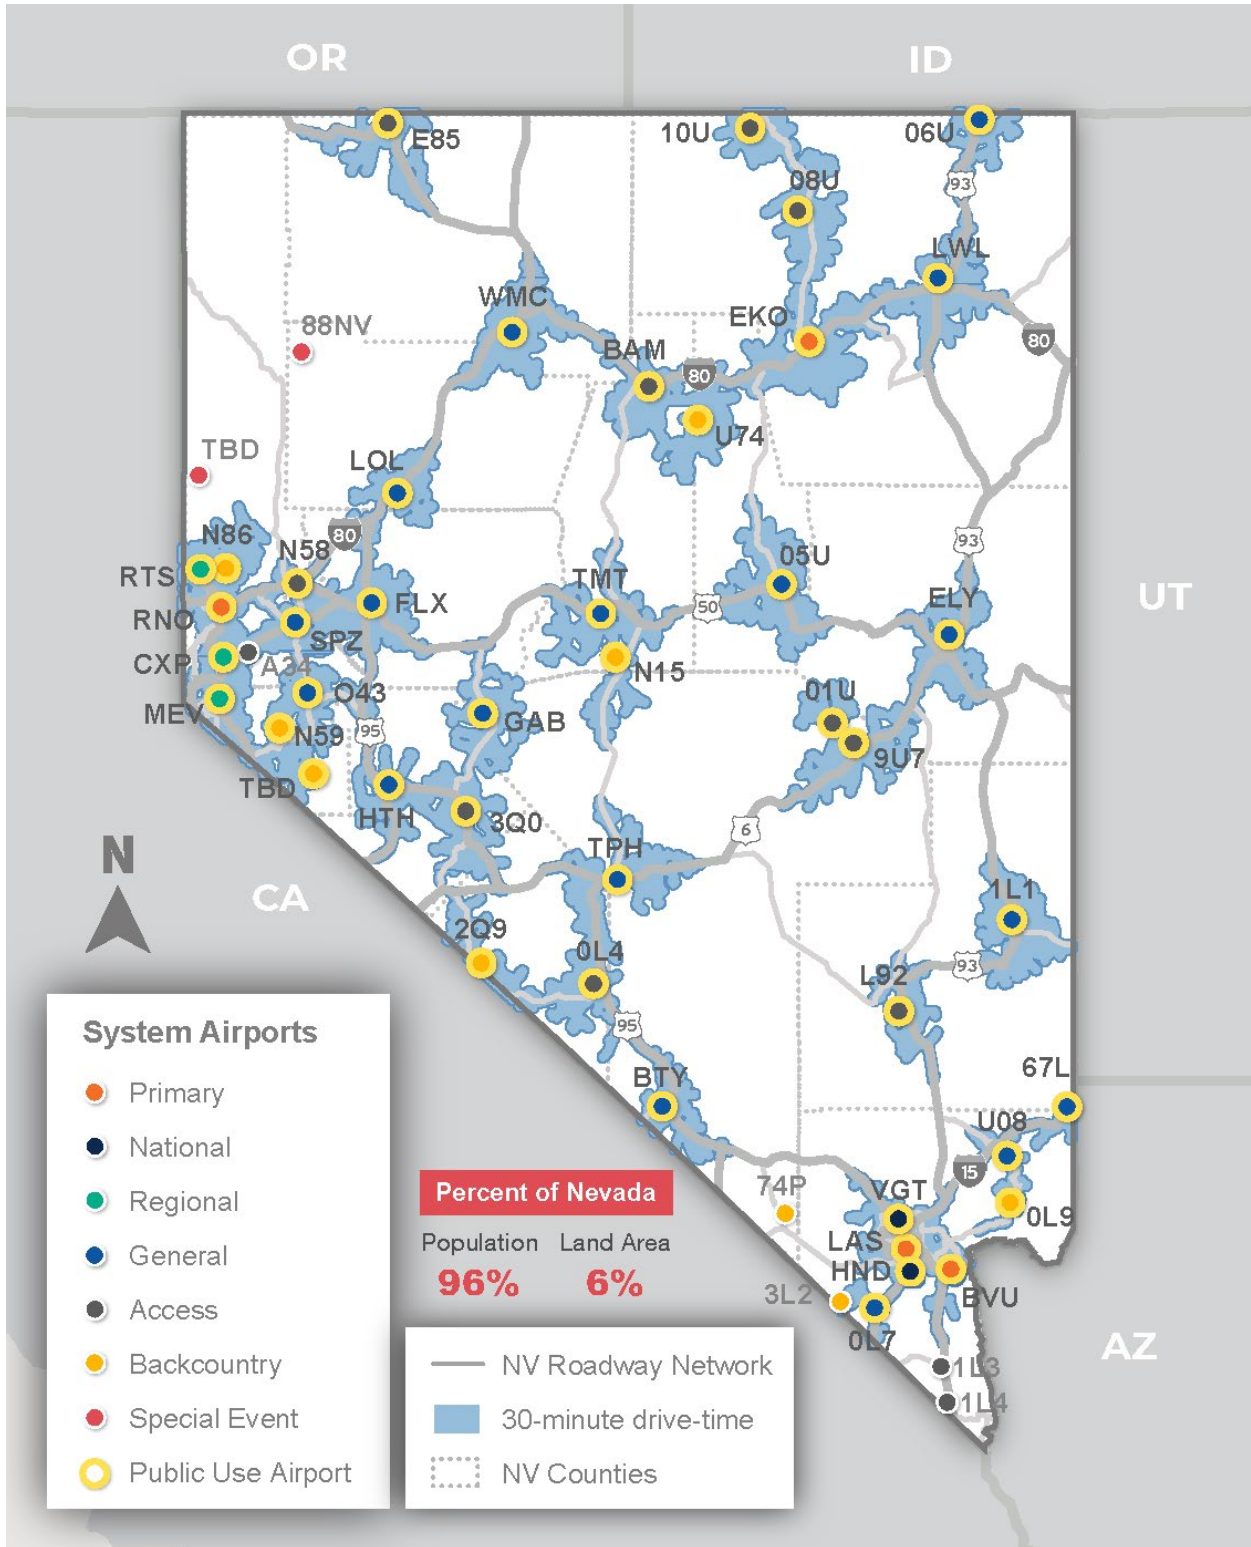 OR
ID
E85
10U
06U
93
08U
LWL
WMC
EKO
88NV
80
BAM
80
U74
TBD
LOL
80
N86
N58
93
05U
RTS
TMT
ELY
UT
FLX
50
RNO
SPZ
CXP
A34
N15
O43
01U
MEV
GAB
N59
95
9U7
TBD
HTH
3Q0
6
TPH
N
CA
1L1
2Q9
0L4
L92
93
95
BTY
67L
U08
15
74P
VGT
0L9
LAS
HND
3L2
BVU
0L7
AZ
1L3
1L4
System Airports
Primary
National
Regional
General
Access
Backcountry
Special Event
Public Use Airport
Percent of Nevada
Population Land Area
96% 6%
NV Roadway Network
30-minute drive-time
NV Counties